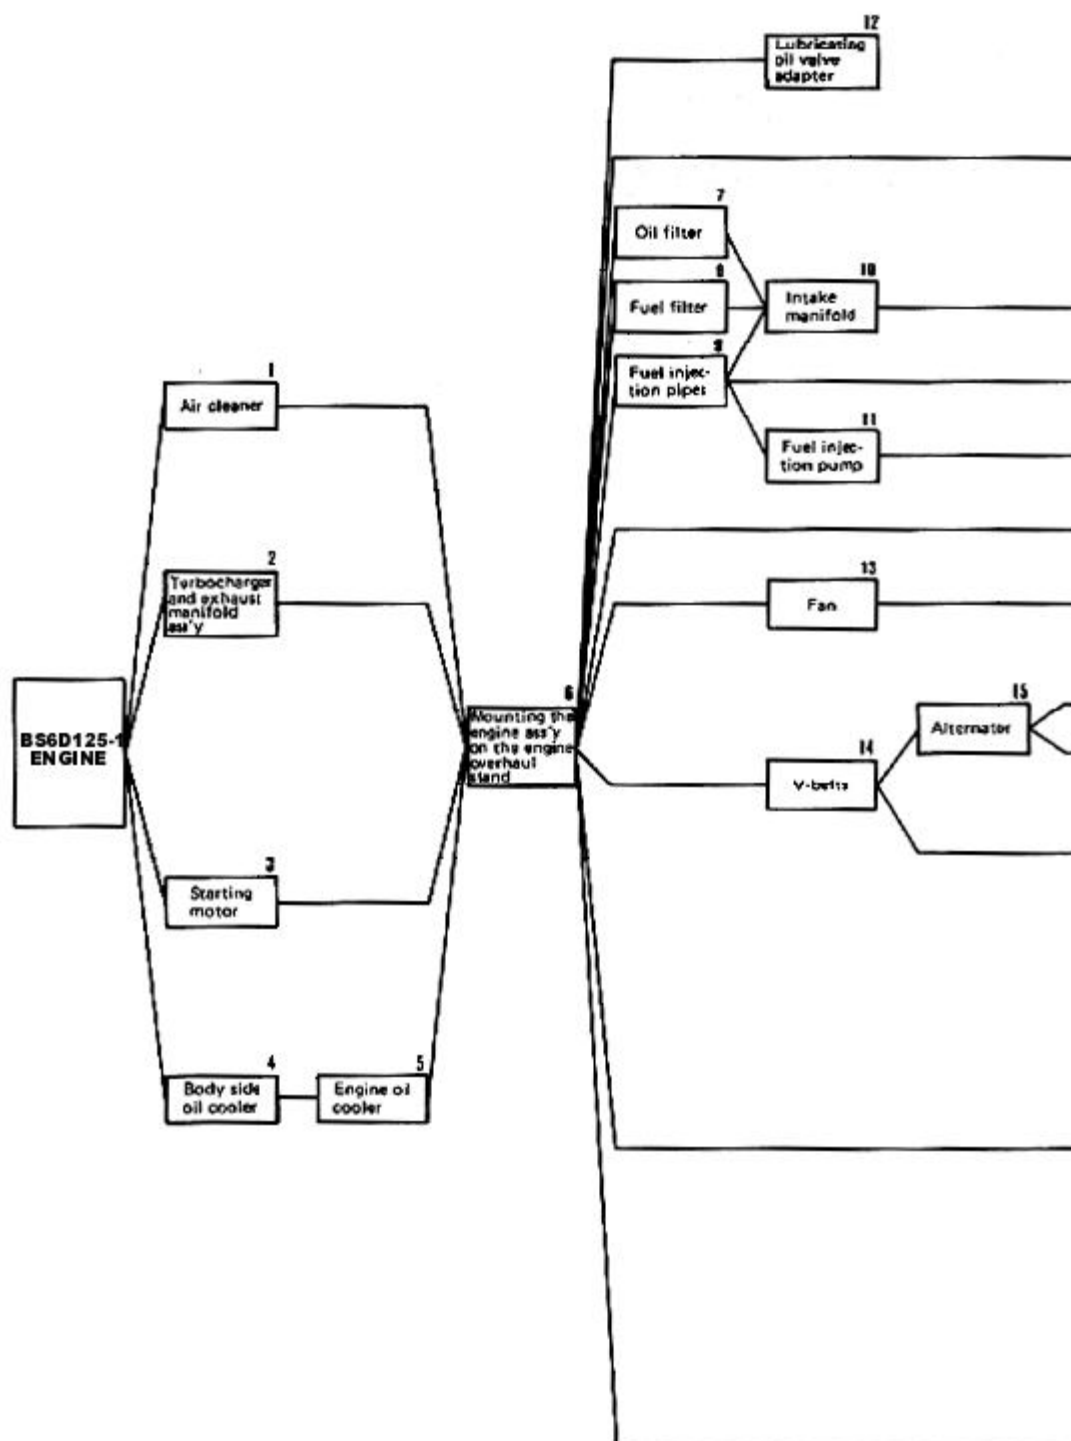 12
Lubricating
oil valve
adapter
7
Oil filter
8
Fuel filter
10
Intake
manifold
9
Fuel injec-
tion pipes
11
Fuel injec-
tion pump
1
Air cleaner
2
Turbocharger
and exhaust
manifold
ass'y
13
Fan
BS6D125-1
ENGINE
6
Mounting the
engine ass'y
on the engine
overhaul
stand
15
Alternator
14
V-belts
3
Starting
motor
4
Body side
oil cooler
5
Engine oil
cooler